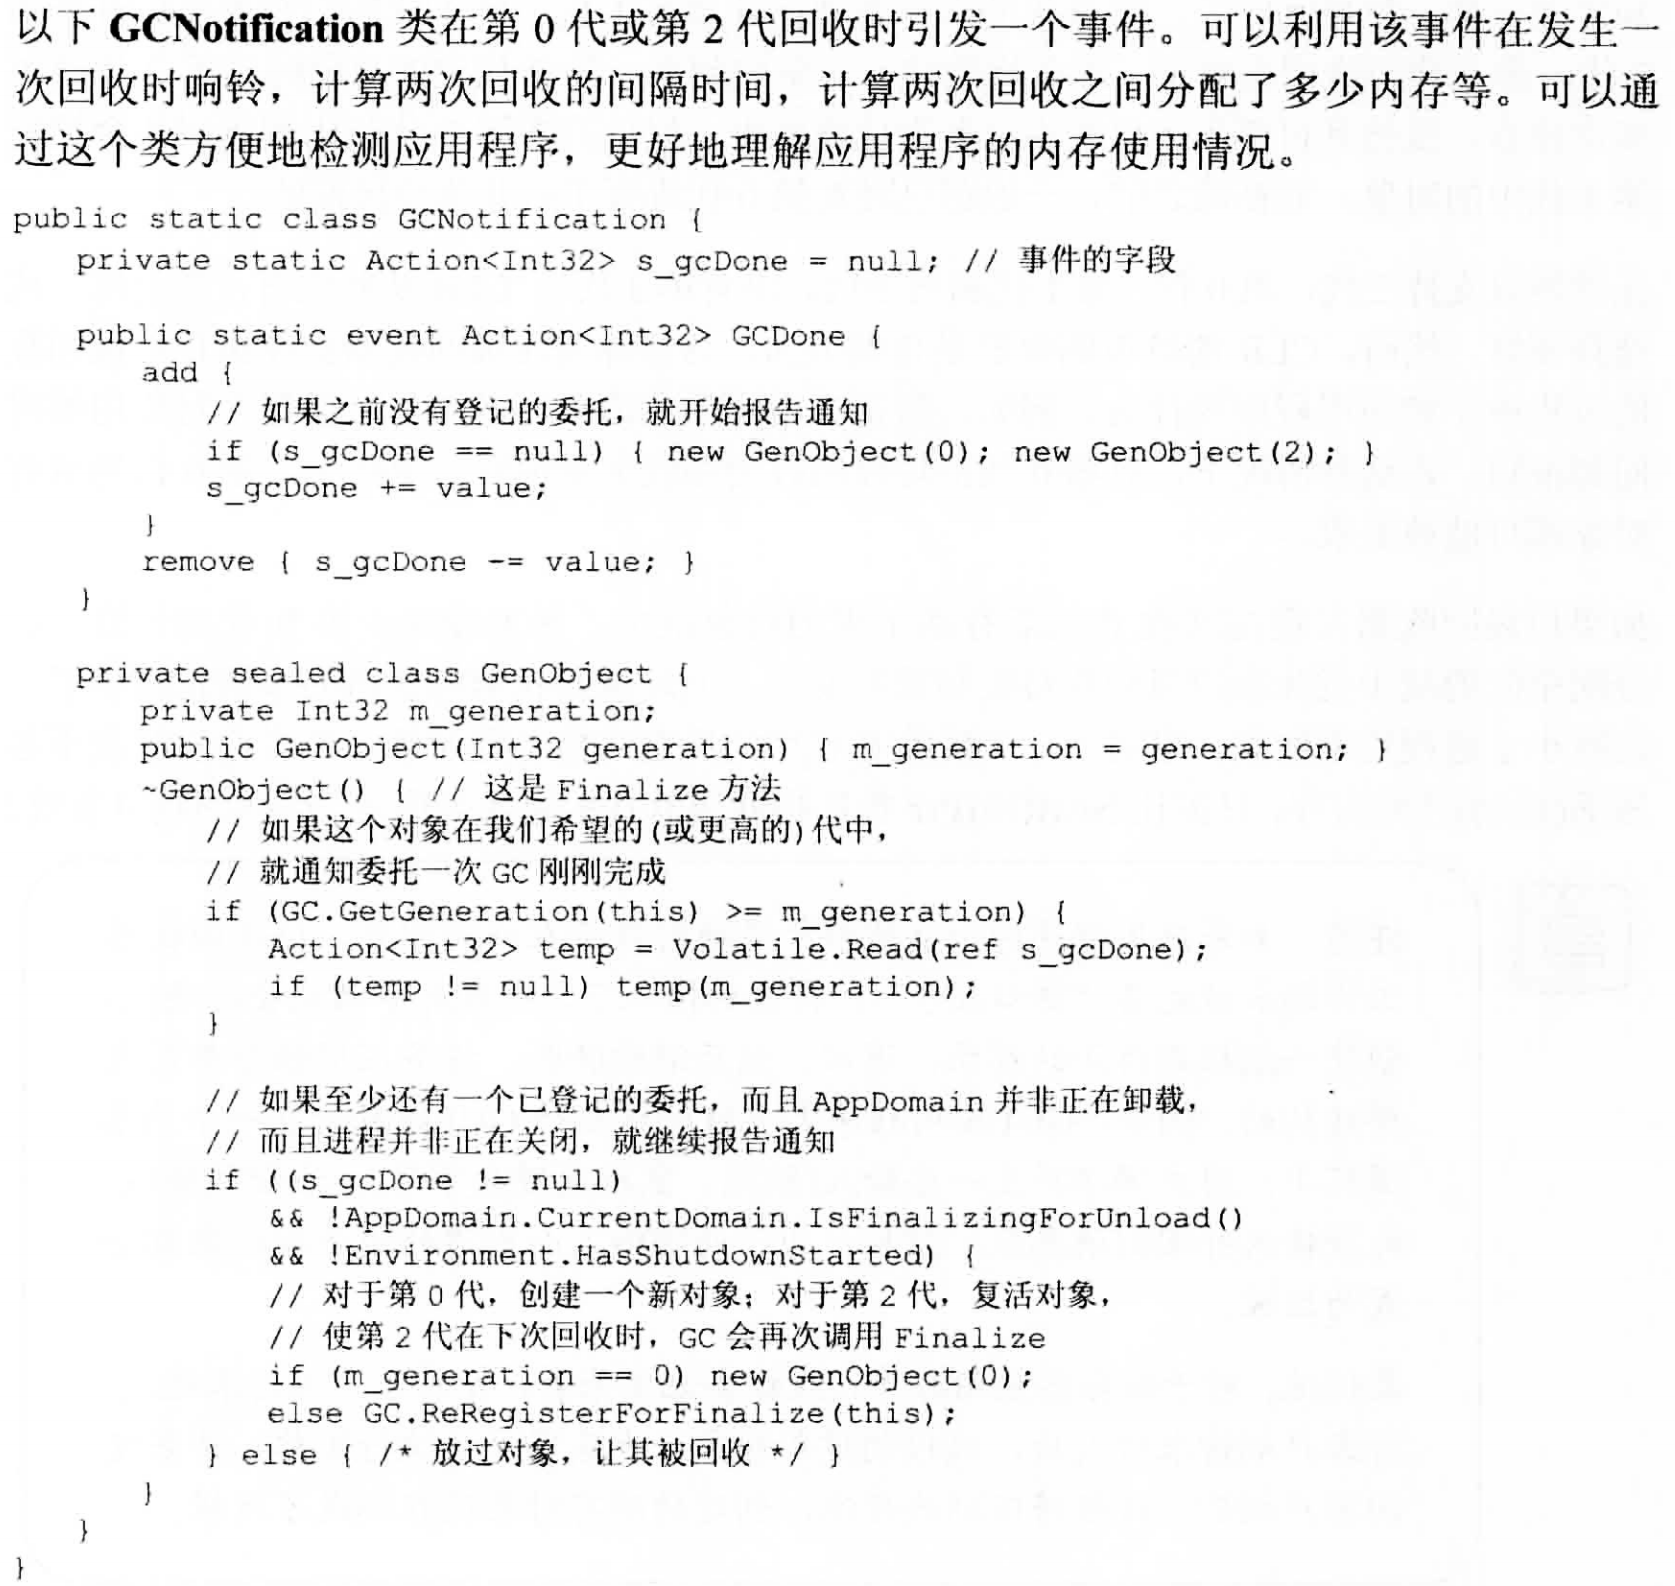 以下 GCNotification 类在第 0 代或第 2 代回收时引发一个事件。可以利用该事件在发生一
次回收时响铃，计算两次回收的间隔时间，计算两次回收之间分配了多少内存等。可以通
过这个类方便地检测应用程序，更好地理解应用程序的内存使用情况。
public static class GCNotification {
private static Action<Int32> s_gcDone = null; // 事件的字段
public static event Action<Int32> GCDone {
add {
// 如果之前没有登记的委托，就开始报告通知
if (s_gcDone == null) { new GenObject(0); new GenObject(2); }
s_gcDone += value;
}
remove { s_gcDone -= value; }
}
private sealed class GenObject {
private Int32 m_generation;
public GenObject(Int32 generation) { m_generation = generation; }
~GenObject() { // 这是 Finalize 方法
// 如果这个对象在我们希望的(或更高的)代中，
// 就通知委托一次 GC 刚刚完成
if (GC.GetGeneration(this) >= m_generation) {
Action<Int32> temp = Volatile.Read(ref s_gcDone);
if (temp != null) temp(m_generation);
}
// 如果至少还有一个已登记的委托，而且 AppDomain 并非正在卸载，
// 而且进程并非正在关闭，就继续报告通知
if ((s_gcDone != null)
&& !AppDomain.CurrentDomain.IsFinalizingForUnload()
&& !Environment.HasShutdownStarted) {
// 对于第 0 代，创建一个新对象；对于第 2 代，复活对象，
// 使第 2 代在下次回收时，GC 会再次调用 Finalize
if (m_generation == 0) new GenObject(0);
else GC.ReRegisterForFinalize(this);
} else { /* 放过对象，让其被回收 */ }
}
}
}